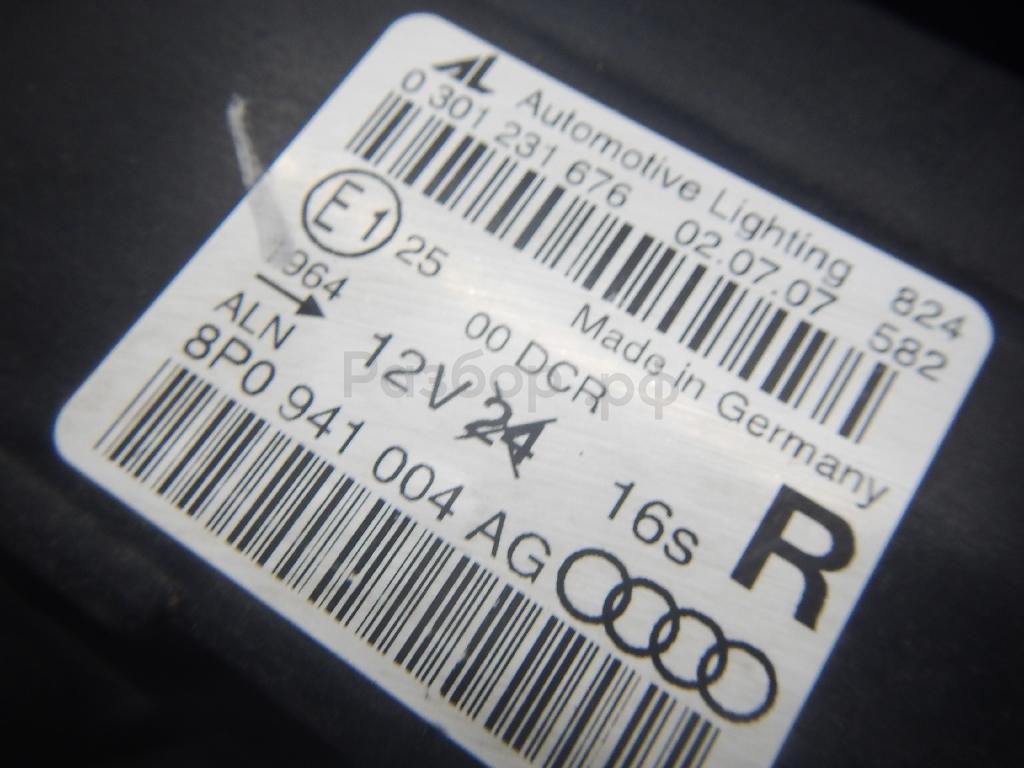 AL Automotive Lighting 824
0 301 231 676 02.07.07 582
E1 25 Made in Germany
964 00 DCR
ALN 12V 24 16s R
8P0 941 004 AG
Разбор.рф